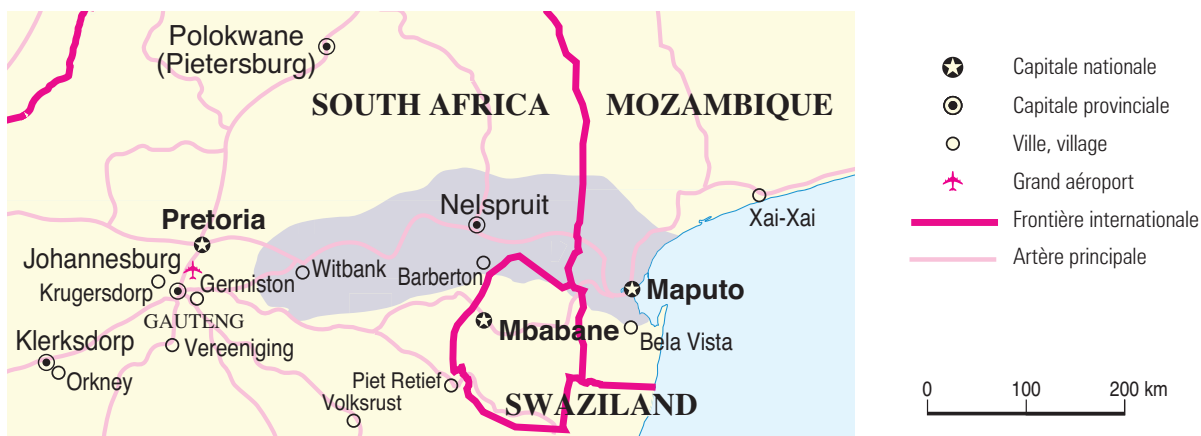 Polokwane
(Pietersburg)
SOUTH AFRICA
MOZAMBIQUE
Nelspruit
Xai-Xai
Pretoria
Johannesburg
Witbank
Barberton
Krugersdorp
Germiston
Maputo
GAUTENG
Mbabane
Klerksdorp
Vereeniging
Bela Vista
Orkney
Piet Retief
Volksrust
SWAZILAND
Capitale nationale
Capitale provinciale
Ville, village
Grand aéroport
Frontière internationale
Artère principale
0 100 200 km